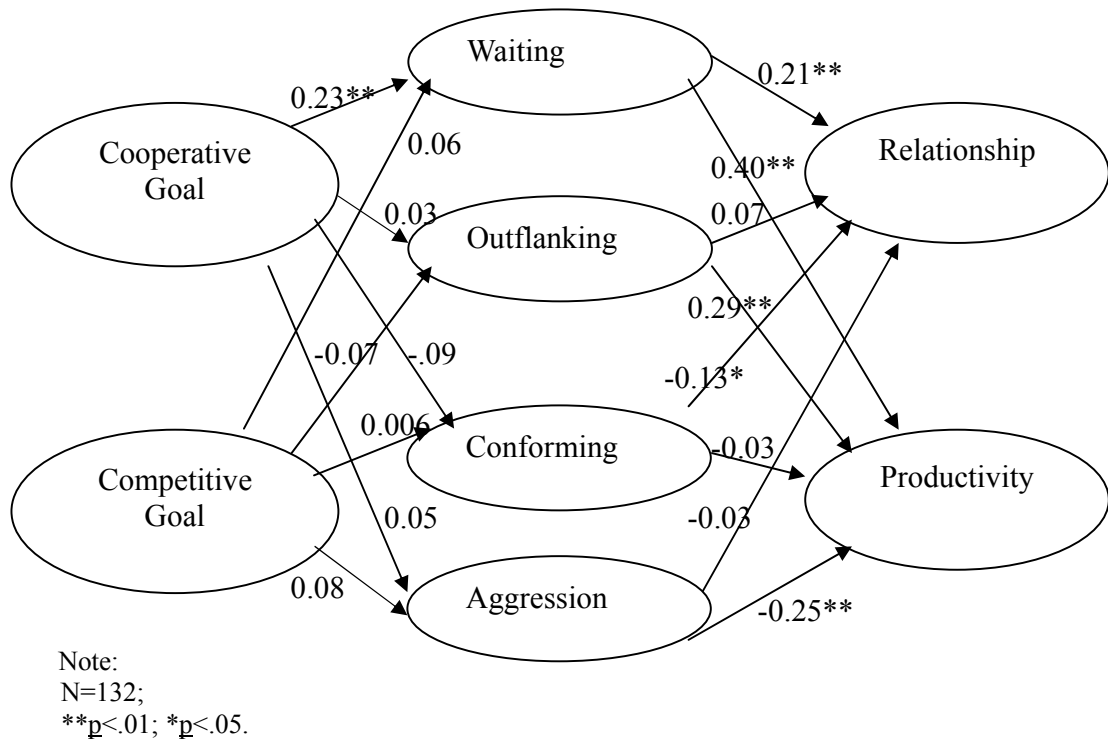 Waiting
0.21**
0.23**
Cooperative
Goal
0.06
Relationship
0.40**
0.03
0.07
Outflanking
0.29**
-0.07
-.09
-0.13*
0.006
Conforming
-0.03
Competitive
Goal
Productivity
0.05
-0.03
0.08
Aggression
-0.25**
Note:
N=132;
**p<.01; *p<.05.